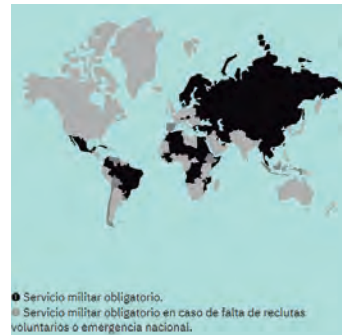 Servicio militar obligatorio.
Servicio militar obligatorio en caso de falta de reclutas
voluntarios o emergencia nacional.